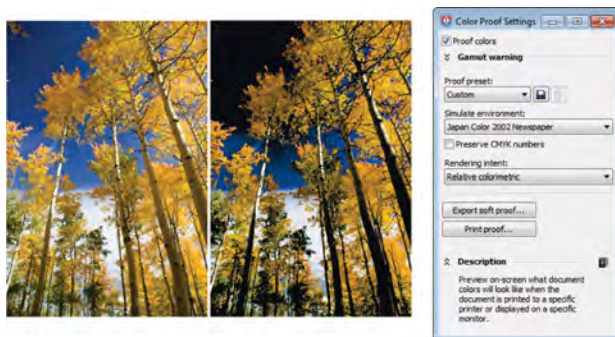 Color Proof Settings
Proof colors
Gamut warning
Proof preset:
Custom
Simulate environment:
Japan Color 2002 Newspaper
Preserve CMYK numbers
Rendering intent:
Relative colorimetric
Export soft proof...
Print proof...
Description
Preview on-screen what document
colors will look like when the
document is printed to a specific
printer or displayed on a specific
monitor.